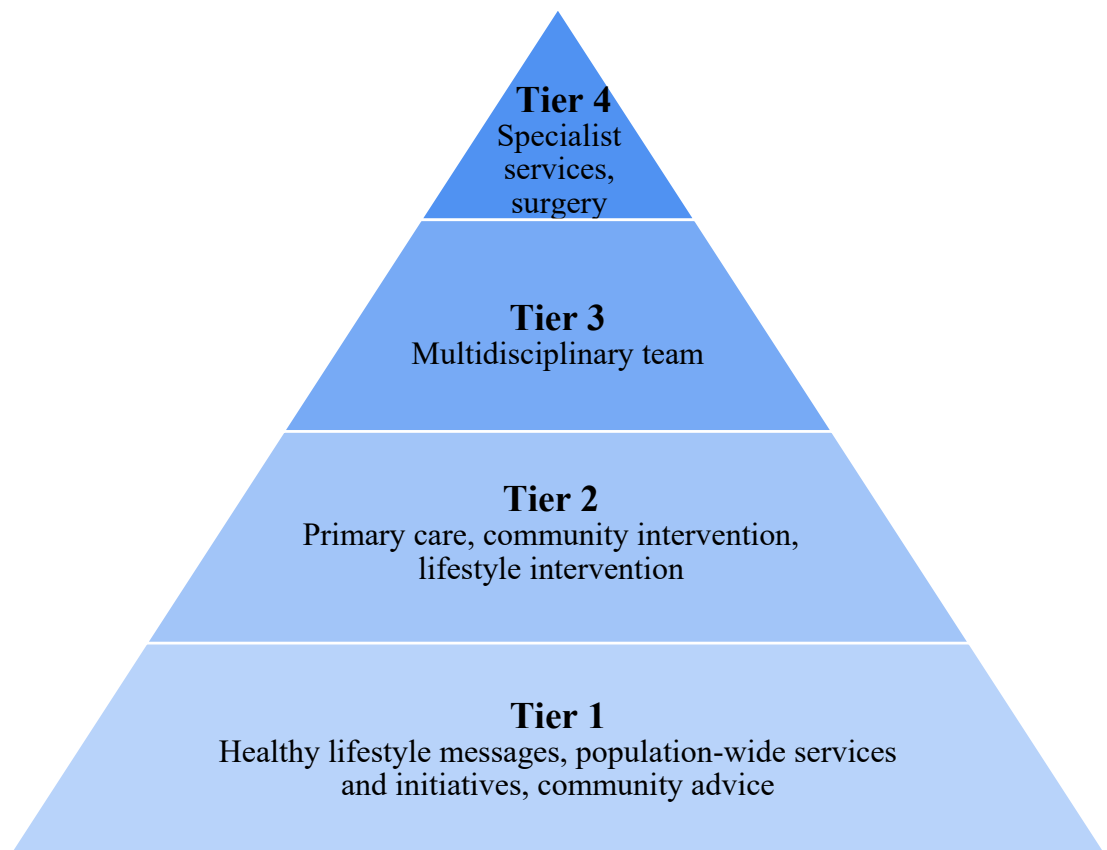 Tier 4
Specialist
services,
surgery
Tier 3
Multidisciplinary team
Tier 2
Primary care, community intervention,
lifestyle intervention
Tier 1
Healthy lifestyle messages, population-wide services
and initiatives, community advice